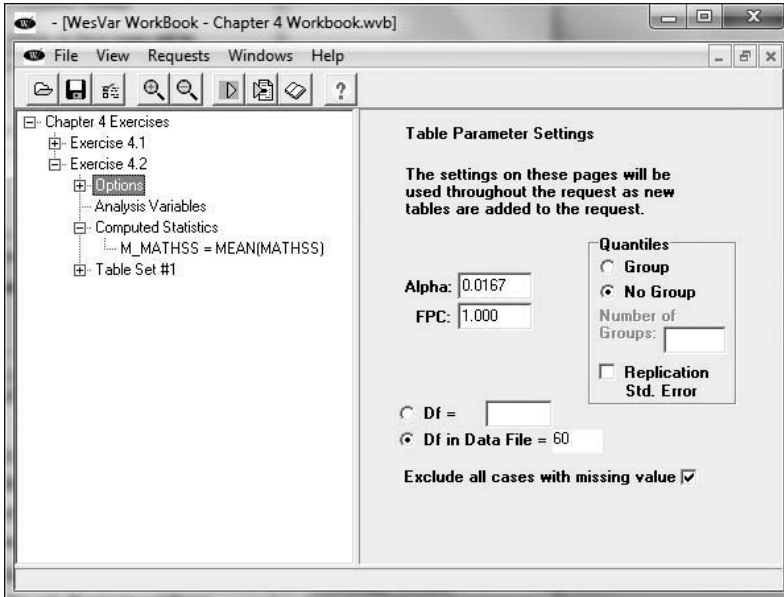 - [WesVar WorkBook - Chapter 4 Workbook.wvb]
File View Requests Windows Help
Chapter 4 Exercises
Exercise 4.1
Exercise 4.2
Options
Analysis Variables
Computed Statistics
M_MATHSS = MEAN(MATHSS)
Table Set #1
Table Parameter Settings
The settings on these pages will be
used throughout the request as new
tables are added to the request.
Alpha: 0.0167
FPC: 1.000
Quantiles
Group
No Group
Number of
Groups:
Replication
Std. Error
Df =
Df in Data File = 60
Exclude all cases with missing value